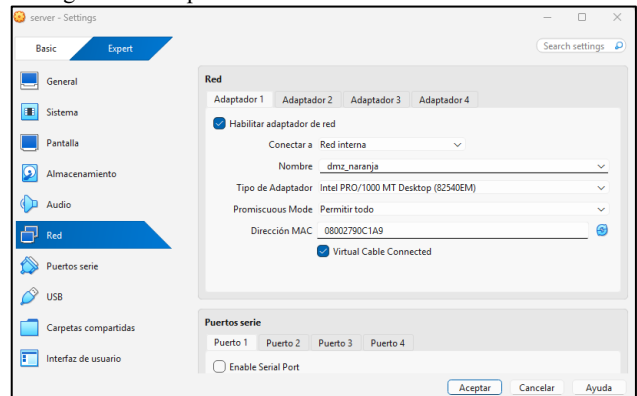 server - Settings
Basic Expert Search settings
General
Sistema
Pantalla
Almacenamiento
Audio
Red
Puertos serie
USB
Carpetas compartidas
Interfaz de usuario
Red
Adaptador 1 Adaptador 2 Adaptador 3 Adaptador 4
Habilitar adaptador de red
Conectar a Red interna
Nombre dmz_naranja
Tipo de Adaptador Intel PRO/1000 MT Desktop (82540EM)
Promiscuous Mode Permitir todo
Dirección MAC 08002790C1A9
Virtual Cable Connected
Puertos serie
Puerto 1 Puerto 2 Puerto 3 Puerto 4
Enable Serial Port
Aceptar Cancelar Ayuda